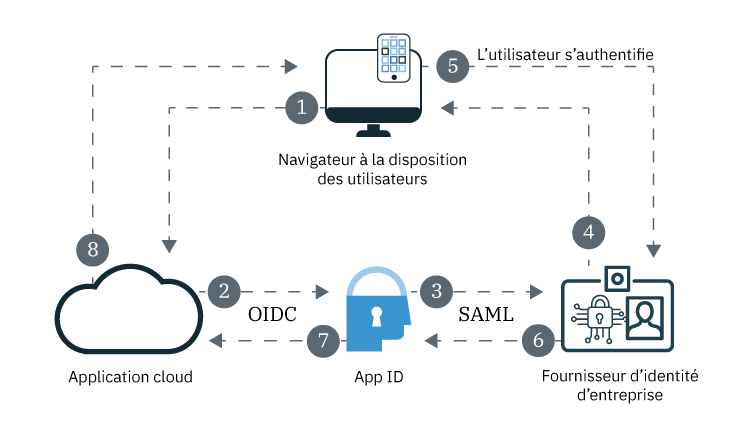 L’utilisateur s’authentifie
5
1
Navigateur à la disposition
des utilisateurs
8
4
2
OIDC
3
SAML
7
6
Application cloud
App ID
Fournisseur d’identité
d’entreprise